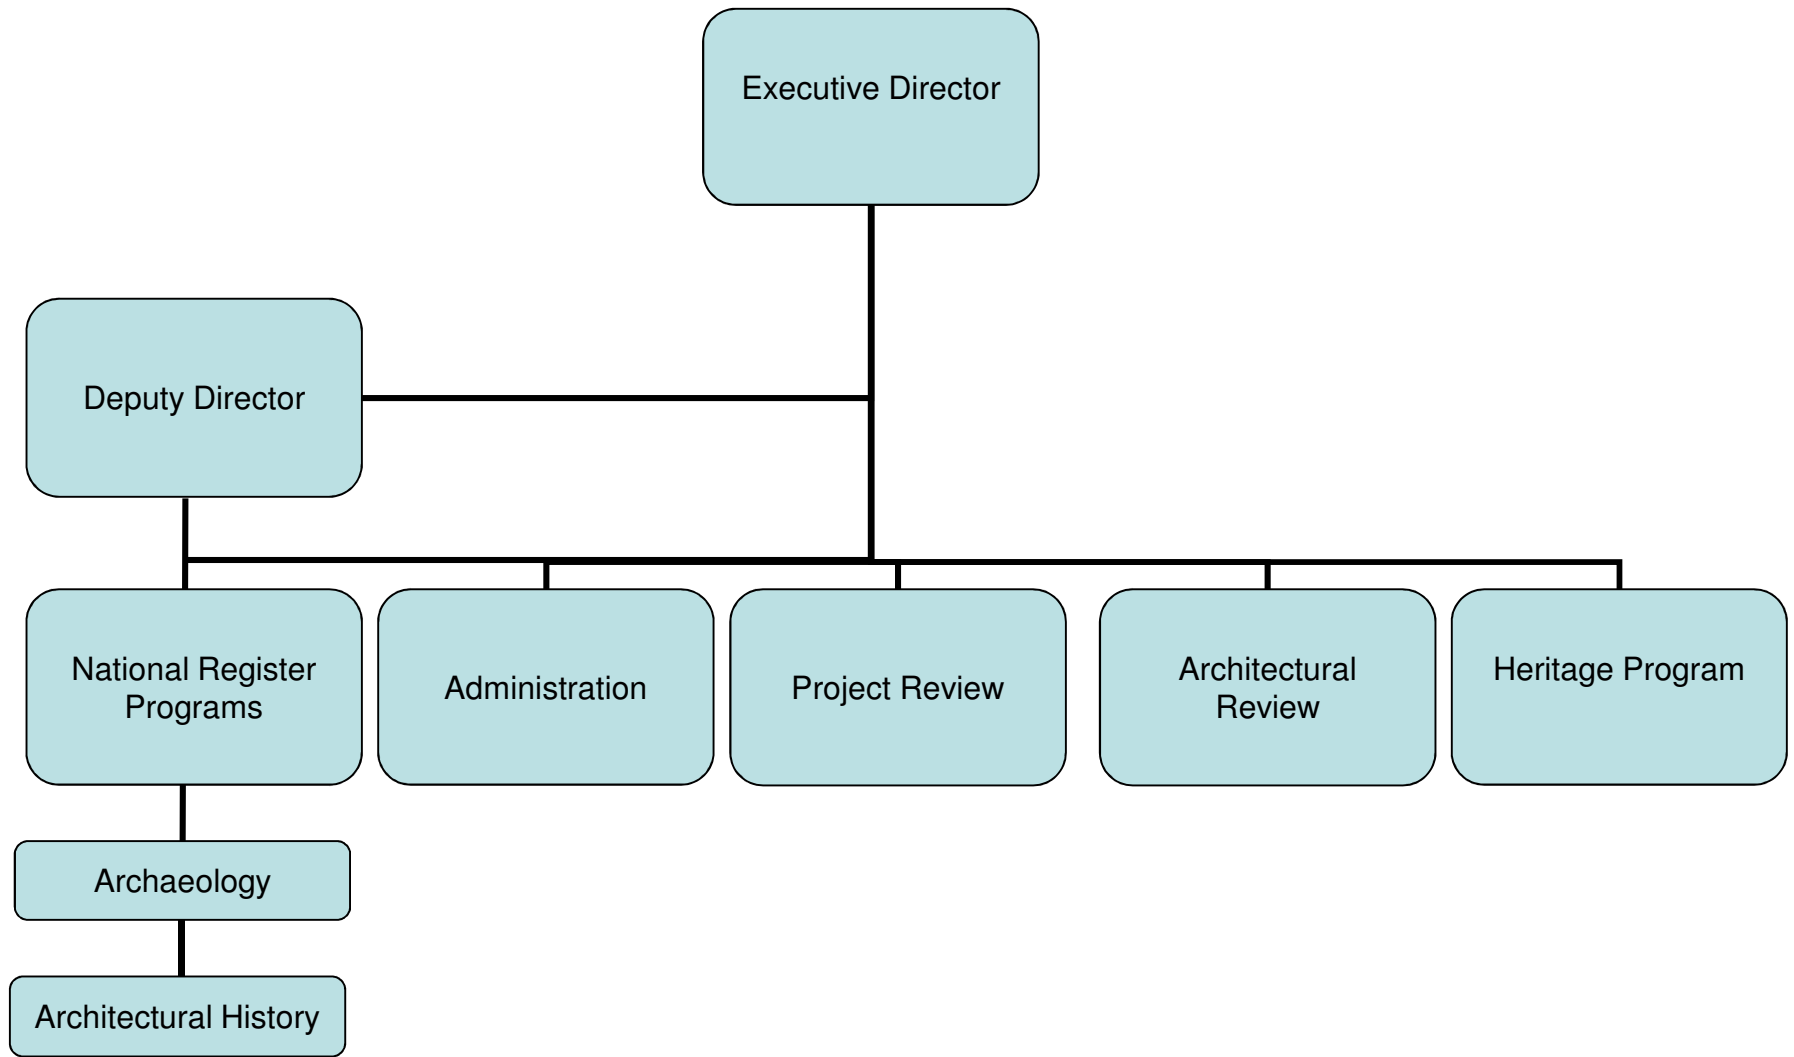 Executive Director
Deputy Director
National Register
Programs
Administration
Project Review
Architectural
Review
Heritage Program
Archaeology
Architectural History